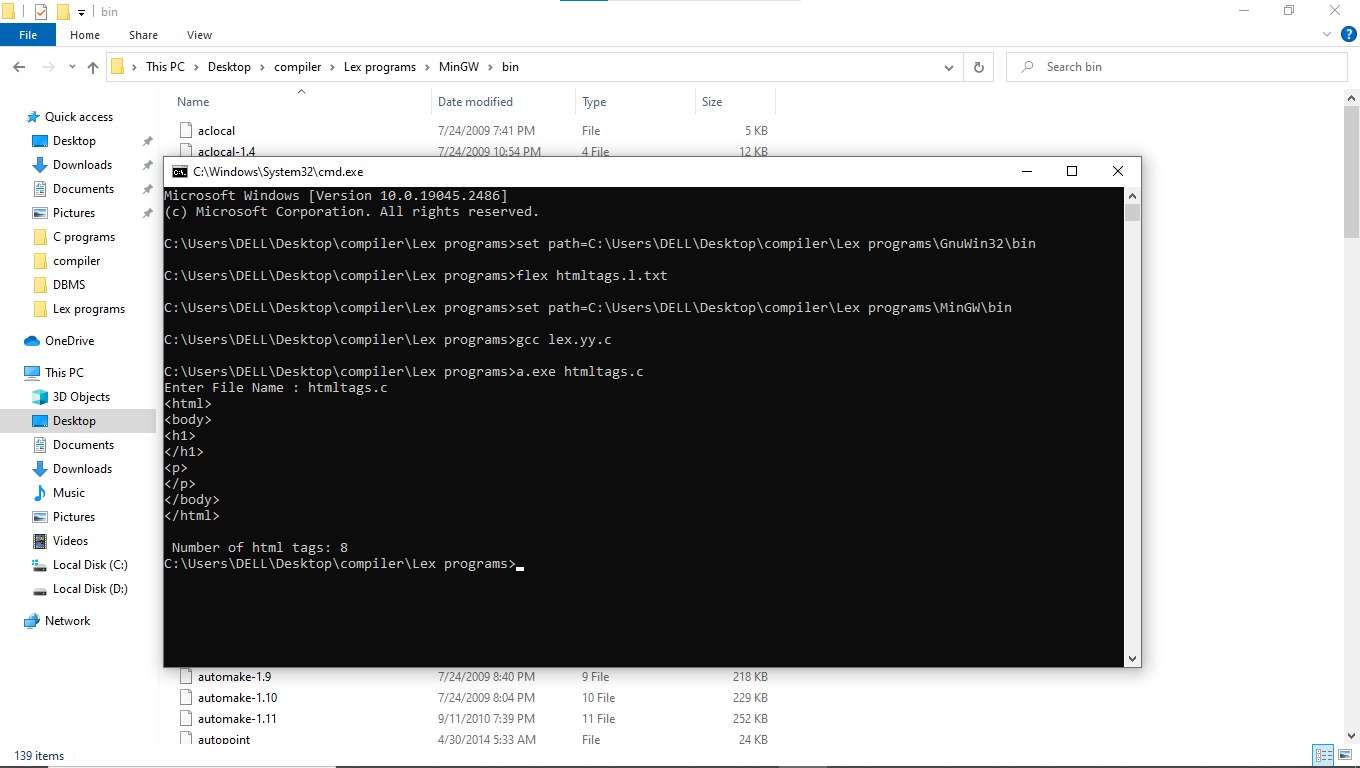 bin
File Home Share View
This PC > Desktop > compiler > Lex programs > MinGW > bin
Search bin
Name Date modified Type Size
Quick access
Desktop
Downloads
Documents
Pictures
C programs
compiler
DBMS
Lex programs
OneDrive
This PC
3D Objects
Desktop
Documents
Downloads
Music
Pictures
Videos
Local Disk (C:)
Local Disk (D:)
Network
aclocal 7/24/2009 7:41 PM File 5 KB
aclocal-1.4 7/24/2009 10:54 PM 4 File 12 KB
C:\Windows\System32\cmd.exe
Microsoft Windows [Version 10.0.19045.2486]
(c) Microsoft Corporation. All rights reserved.
C:\Users\DELL\Desktop\compiler\Lex programs>set path=C:\Users\DELL\Desktop\compiler\Lex programs\GnuWin32\bin
C:\Users\DELL\Desktop\compiler\Lex programs>flex htmltags.l.txt
C:\Users\DELL\Desktop\compiler\Lex programs>set path=C:\Users\DELL\Desktop\compiler\Lex programs\MinGW\bin
C:\Users\DELL\Desktop\compiler\Lex programs>gcc lex.yy.c
C:\Users\DELL\Desktop\compiler\Lex programs>a.exe htmltags.c
Enter File Name : htmltags.c
<html>
<body>
<h1>
</h1>
<p>
</p>
</body>
</html>
Number of html tags: 8
C:\Users\DELL\Desktop\compiler\Lex programs>
automake-1.9 7/24/2009 8:40 PM 9 File 218 KB
automake-1.10 7/24/2009 8:04 PM 10 File 229 KB
automake-1.11 9/11/2010 7:39 PM 11 File 252 KB
autopoint 4/30/2014 5:33 AM File 24 KB
139 items